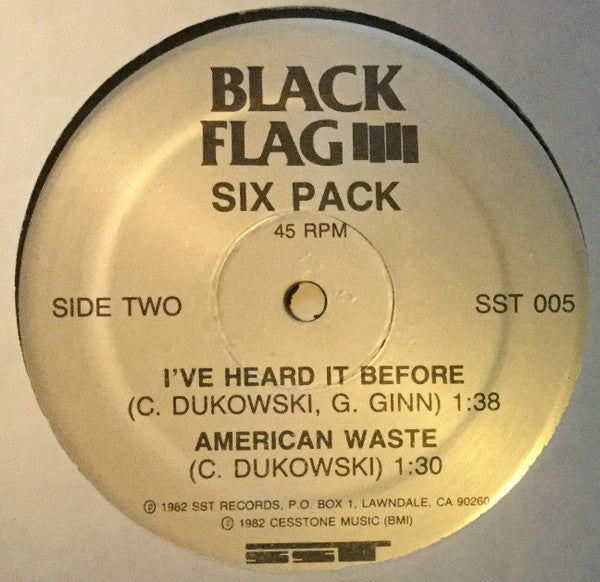 BLACK
FLAG
SIX PACK
45 RPM
SIDE TWO
SST 005
I'VE HEARD IT BEFORE
(C. DUKOWSKI, G. GINN) 1:38
AMERICAN WASTE
(C. DUKOWSKI) 1:30
Ⓟ 1982 SST RECORDS, P.O. BOX 1, LAWNDALE, CA 90260
© 1982 CESSTONE MUSIC (BMI)
SST